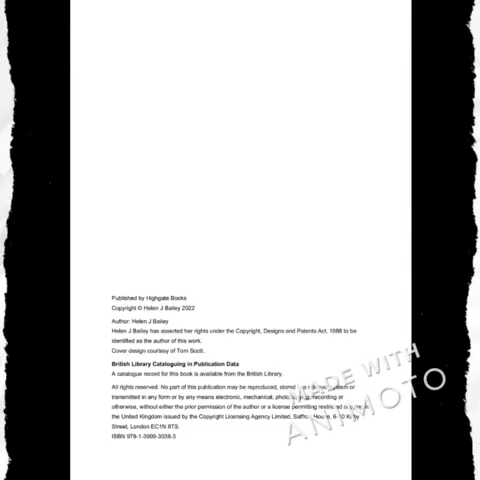 Published by Highgate Books
Copyright © Helen J Bailey 2022
Author: Helen J Bailey
Helen J Bailey has asserted her rights under the Copyright, Designs and Patents Act, 1988 to be
identified as the author of this work.
Cover design courtesy of Tom Scott.
British Library Cataloguing in Publication Data
A catalogue record for this book is available from the British Library.
All rights reserved. No part of this publication may be reproduced, stored or
transmitted in any form or by any means electronic, mechanical, recording or
otherwise, without either the prior permission of the author or a license permitting restricted
the United Kingdom issued by the Copyright Licensing Agency Limited, Saffron House,
Street, London EC1N 8TS.
ISBN 978-1-3999-3038-3
MADE WITH
ANIMOTO